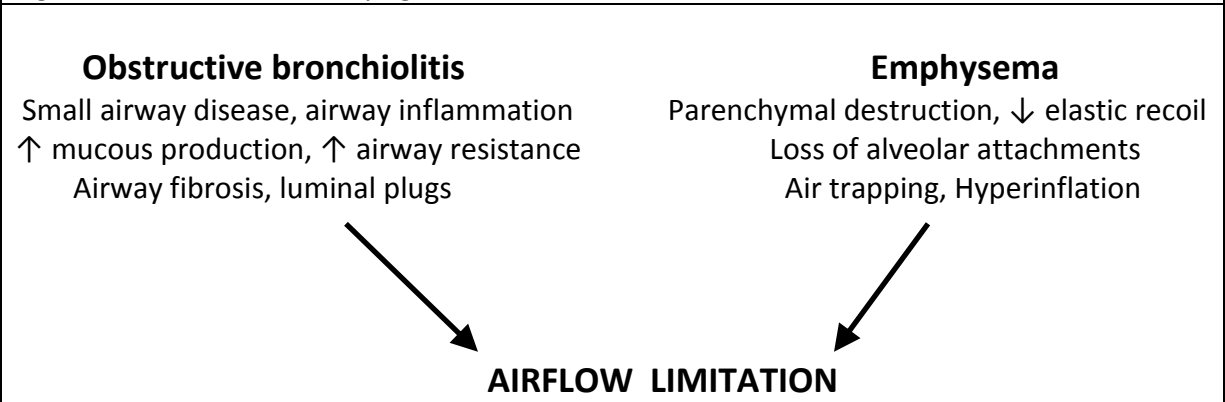 Obstructive bronchiolitis
Small airway disease, airway inflammation
↑ mucous production, ↑ airway resistance
Airway fibrosis, luminal plugs
Emphysema
Parenchymal destruction, ↓ elastic recoil
Loss of alveolar attachments
Air trapping, Hyperinflation
AIRFLOW LIMITATION